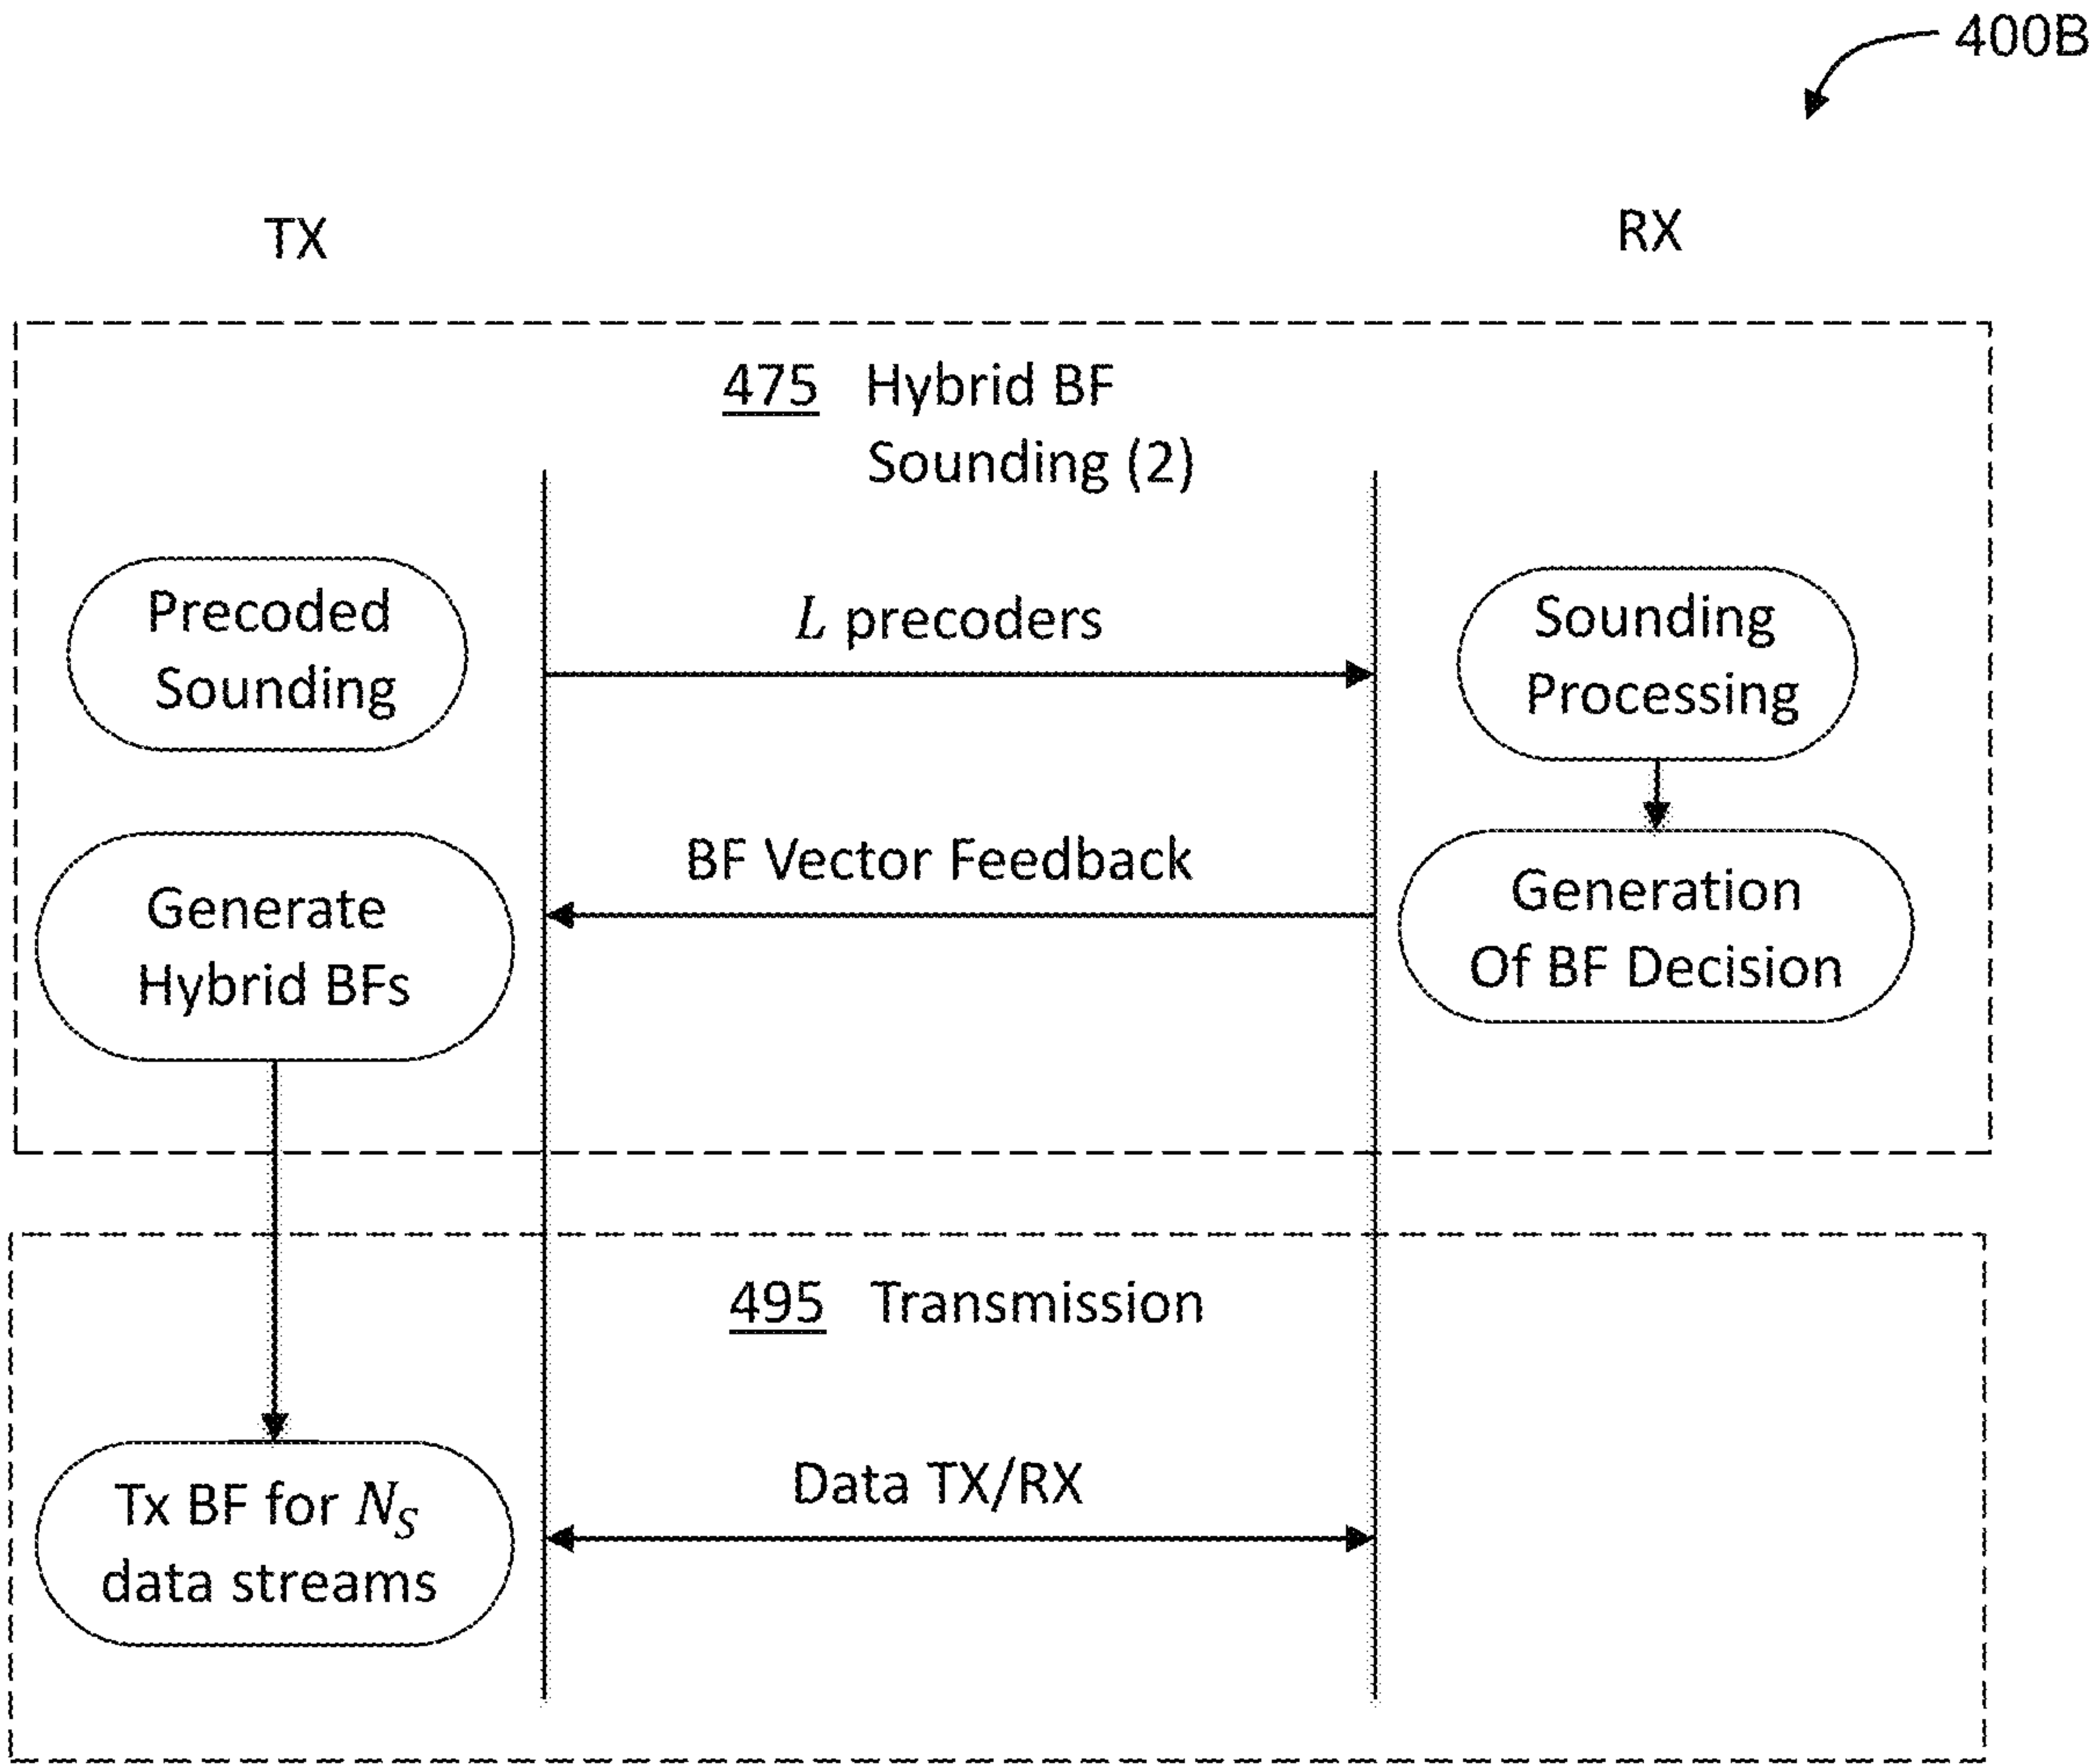 400B
TX
RX
475 Hybrid BF
Sounding (2)
Precoded
Sounding
L precoders
Sounding
Processing
BF Vector Feedback
Generate
Hybrid BFs
Generation
Of BF Decision
495 Transmission
Tx BF for N_S
data streams
Data TX/RX